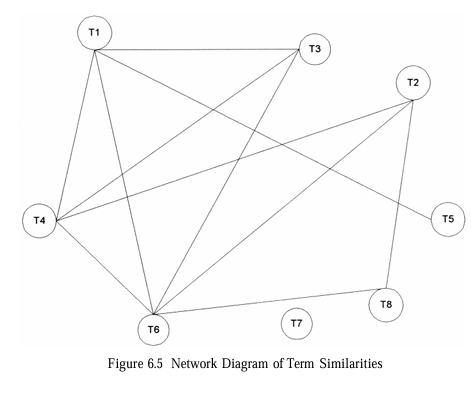 T1
T3
T2
T4
T5
T8
T7
T6
Figure 6.5 Network Diagram of Term Similarities